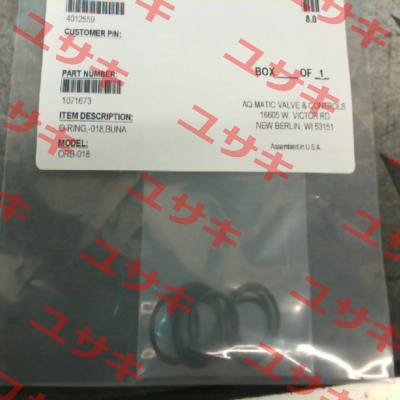 4012559
8.0
CUSTOMER P/N:
PART NUMBER:
1071673
BOX ___ OF 1
ITEM DESCRIPTION:
O-RING,-018,BUNA
MODEL:
ORB-018
AQ MATIC VALVE & CONTROLS
16605 W. VICTOR RD
NEW BERLIN, WI 53151
Assembled in U.S.A.
ユサキ
ユサキ
ユサキ
ユサキ
ユサキ
ユサキ
ユサキ
ユサキ